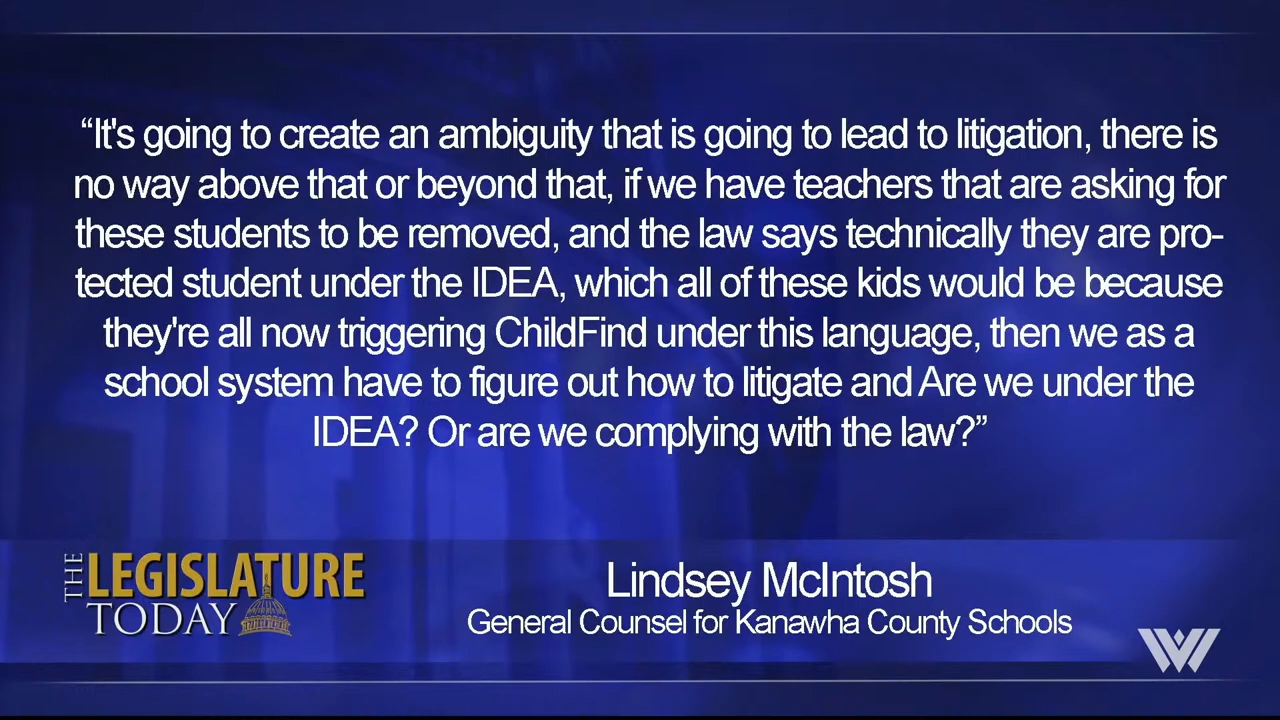 “It's going to create an ambiguity that is going to lead to litigation, there is
no way above that or beyond that, if we have teachers that are asking for
these students to be removed, and the law says technically they are pro-
tected student under the IDEA, which all of these kids would be because
they're all now triggering ChildFind under this language, then we as a
school system have to figure out how to litigate and Are we under the
IDEA? Or are we complying with the law?”
THE
LEGISLATURE
TODAY
Lindsey McIntosh
General Counsel for Kanawha County Schools
W